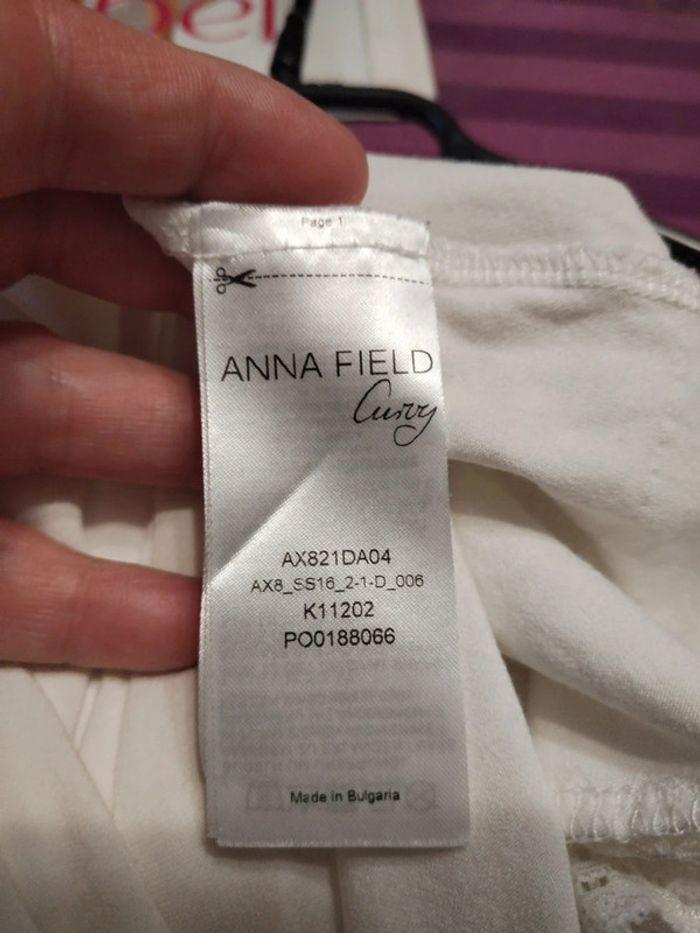 Page 1
ANNA FIELD
Curvy
AX821DA04
AX8_SS16_2-1-D_006
K11202
PO0188066
Made in Bulgaria